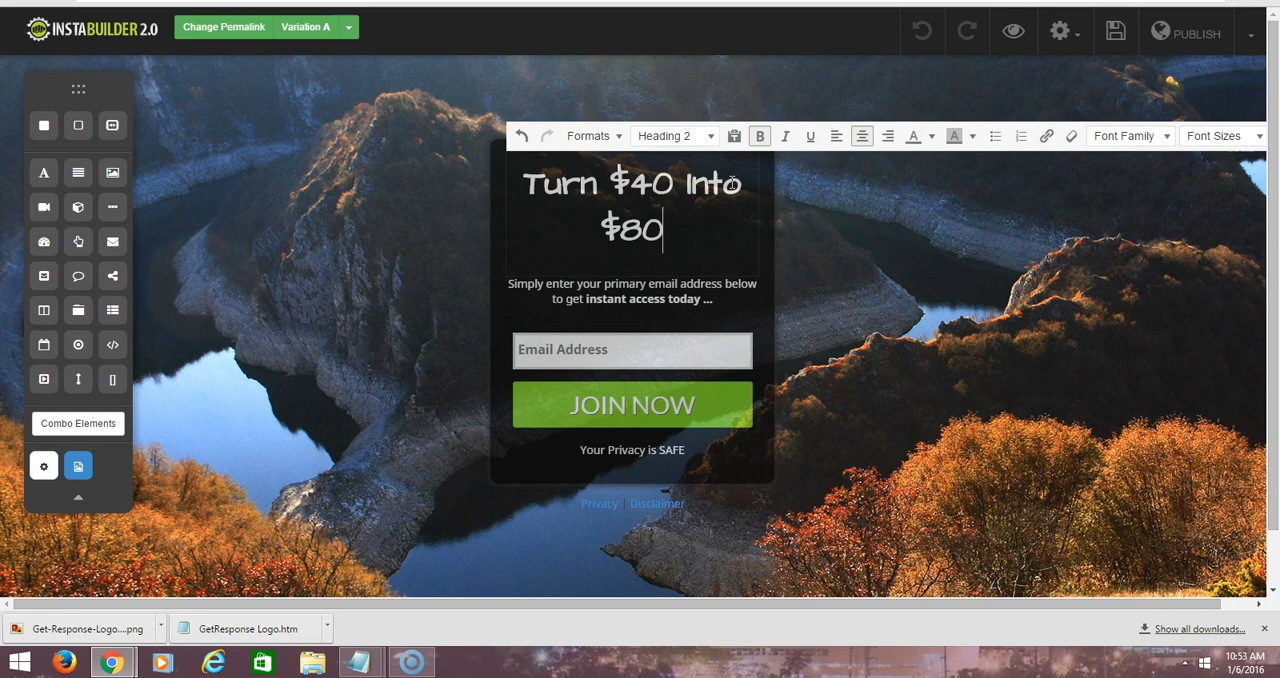 INSTABUILDER 2.0
Change Permalink
Variation A
PUBLISH
Formats
Heading 2
B
I
U
A
A
Font Family
Font Sizes
Turn $40 Into
$80
Simply enter your primary email address below
to get instant access today ...
Email Address
JOIN NOW
Your Privacy is SAFE
Privacy | Disclaimer
A
Combo Elements
Get-Response-Logo....png
GetResponse Logo.htm
Show all downloads...
10:53 AM
1/6/2016